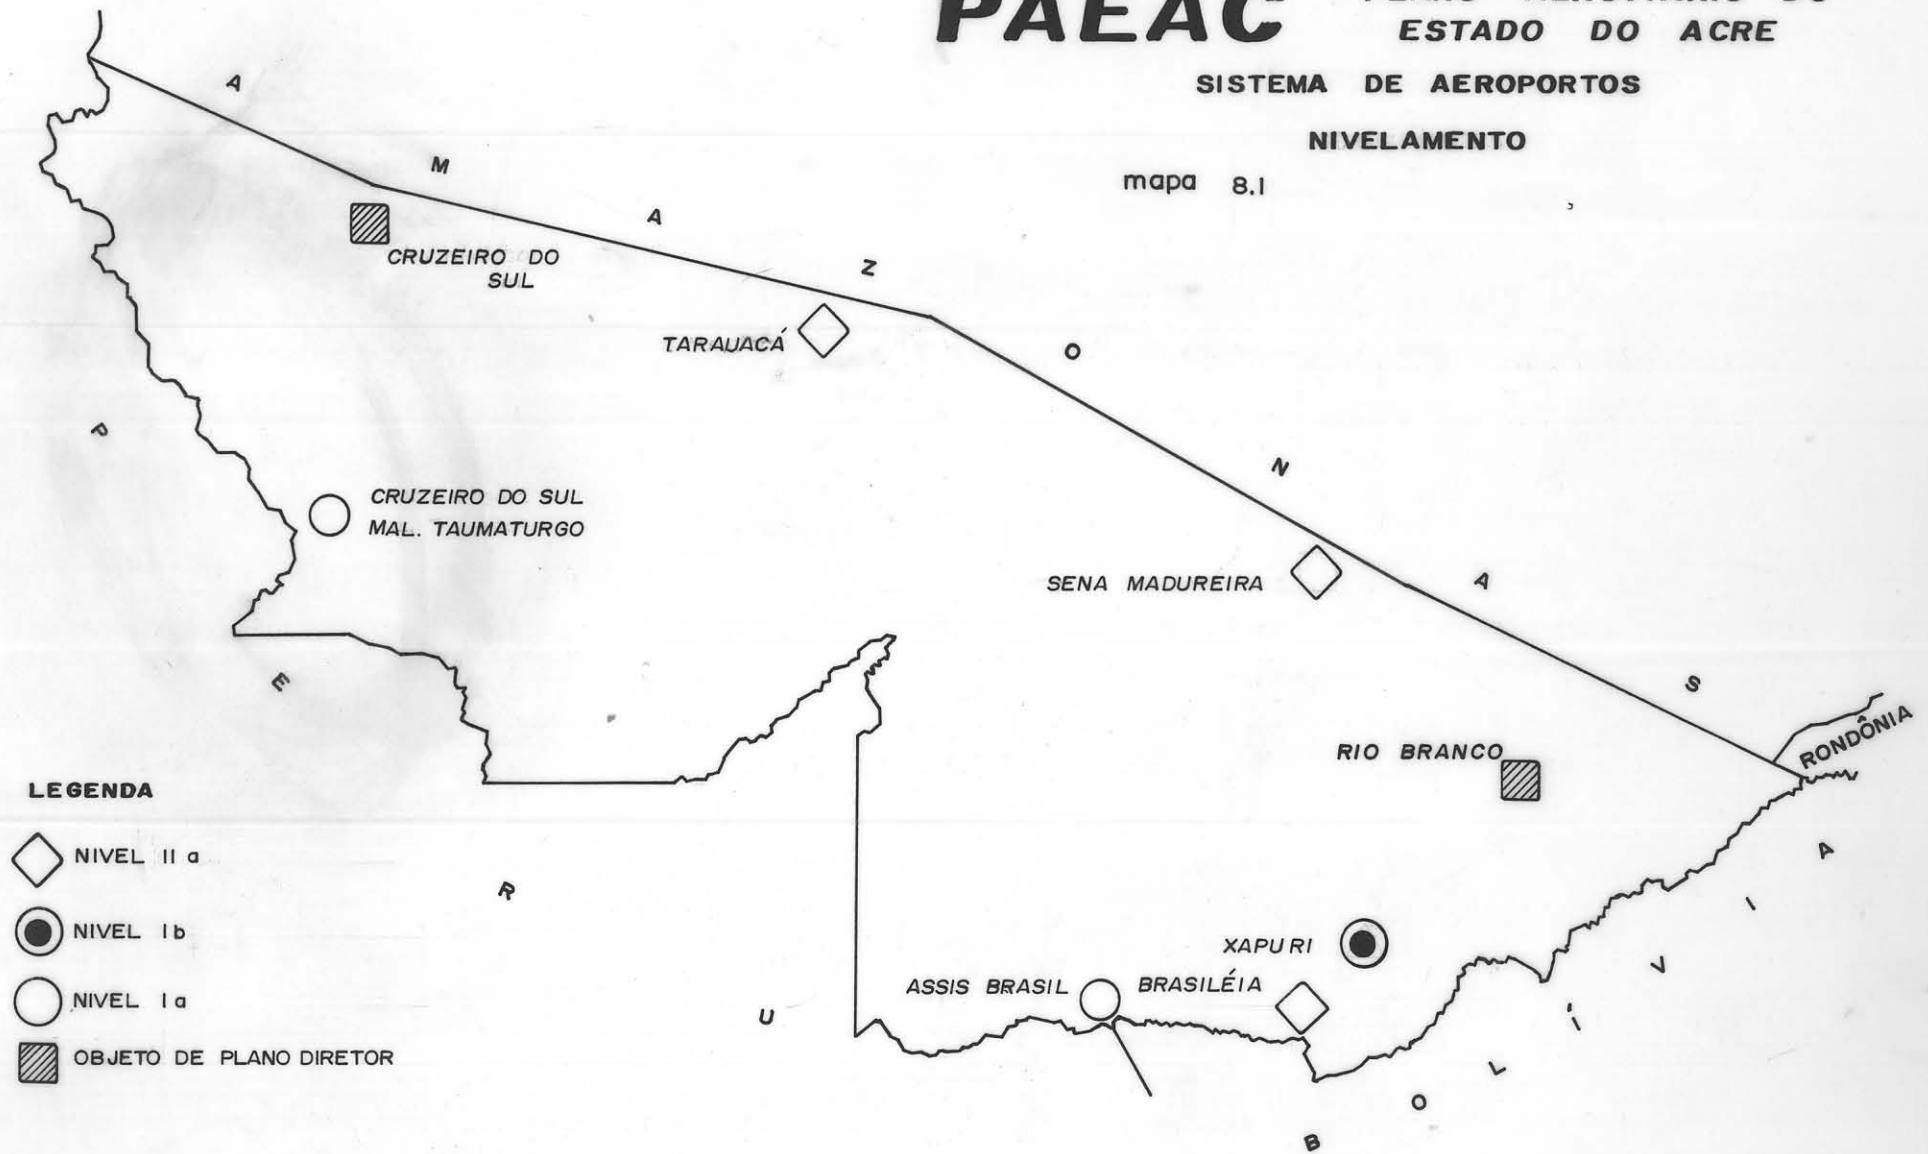 PAEAC
ESTADO DO ACRE
SISTEMA DE AEROPORTOS
NIVELAMENTO
mapa 8.1
A M A Z O N A S
CRUZEIRO DO
SUL
TARAUACÁ
CRUZEIRO DO SUL
MAL. TAUMATURGO
SENA MADUREIRA
RIO BRANCO
RONDÔNIA
XAPURI
ASSIS BRASIL
BRASILÉIA
P E R U
B O L Í V I A
LEGENDA
NIVEL II a
NIVEL I b
NIVEL I a
OBJETO DE PLANO DIRETOR